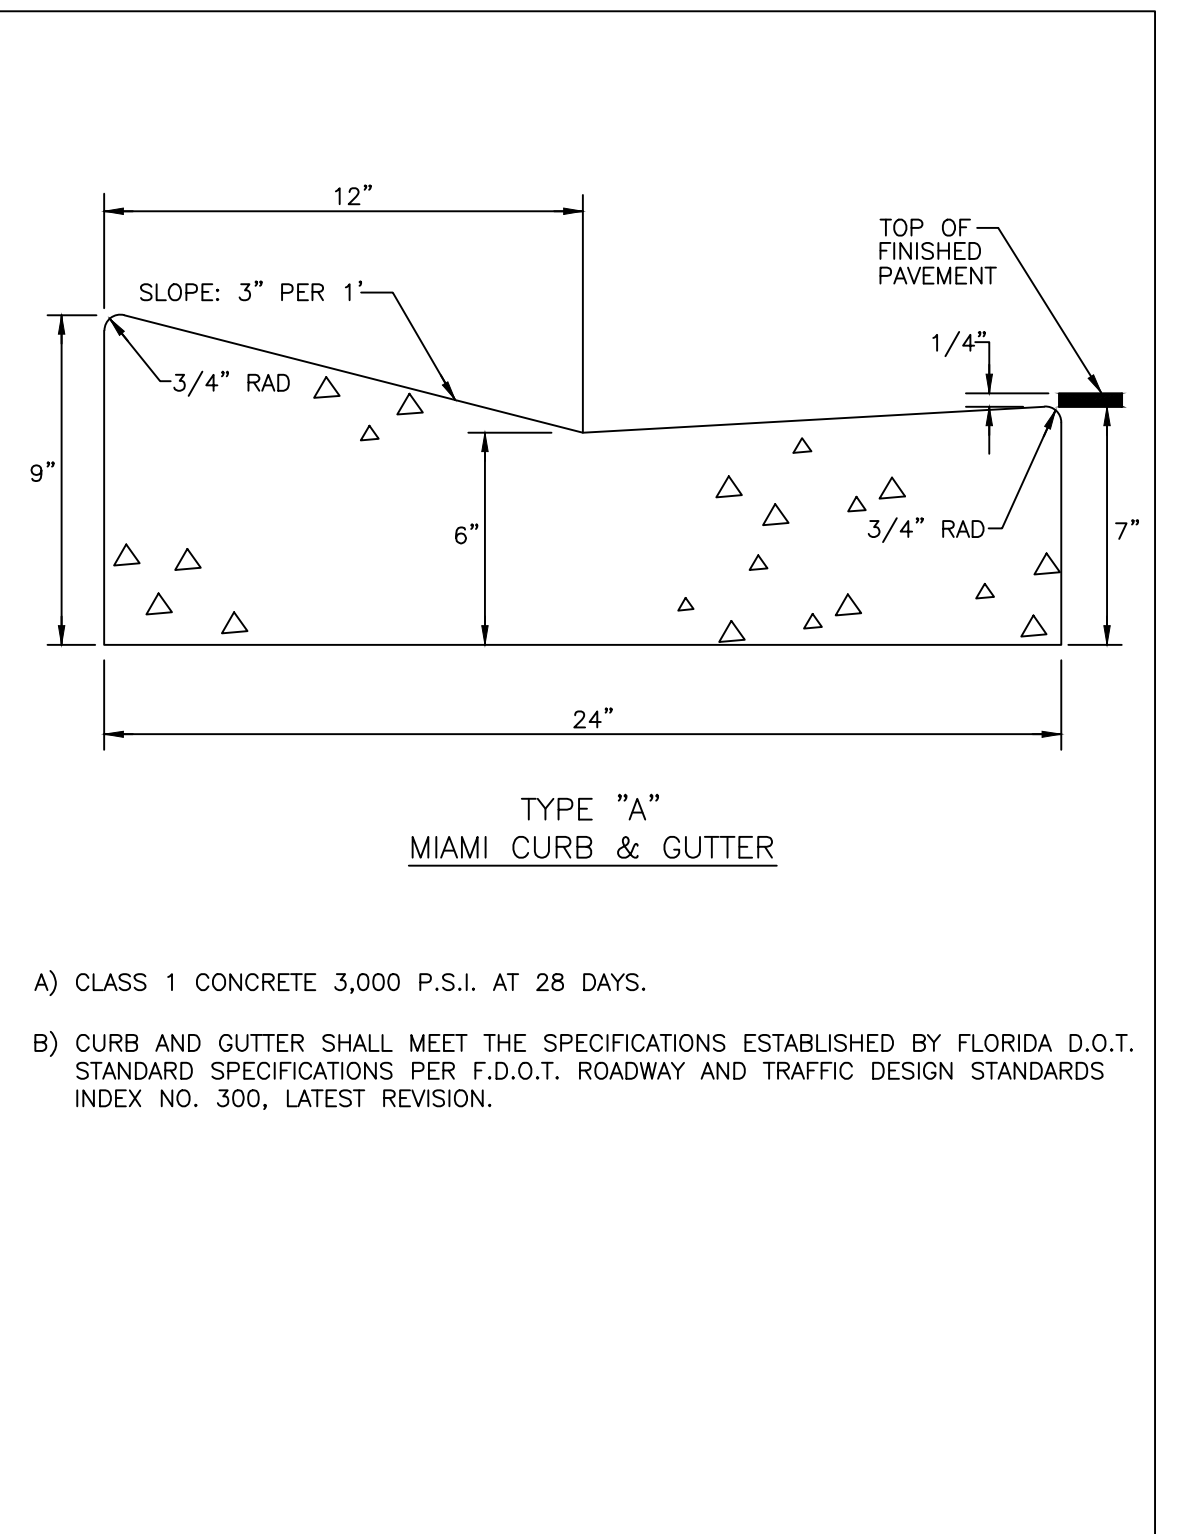 12”
TOP OF
FINISHED
PAVEMENT
SLOPE: 3” PER 1'
1/4”
3/4” RAD
9”
6”
3/4” RAD
7”
24”
TYPE ”A”
MIAMI CURB & GUTTER
A) CLASS 1 CONCRETE 3,000 P.S.I. AT 28 DAYS.
B) CURB AND GUTTER SHALL MEET THE SPECIFICATIONS ESTABLISHED BY FLORIDA D.O.T.
STANDARD SPECIFICATIONS PER F.D.O.T. ROADWAY AND TRAFFIC DESIGN STANDARDS
INDEX NO. 300, LATEST REVISION.